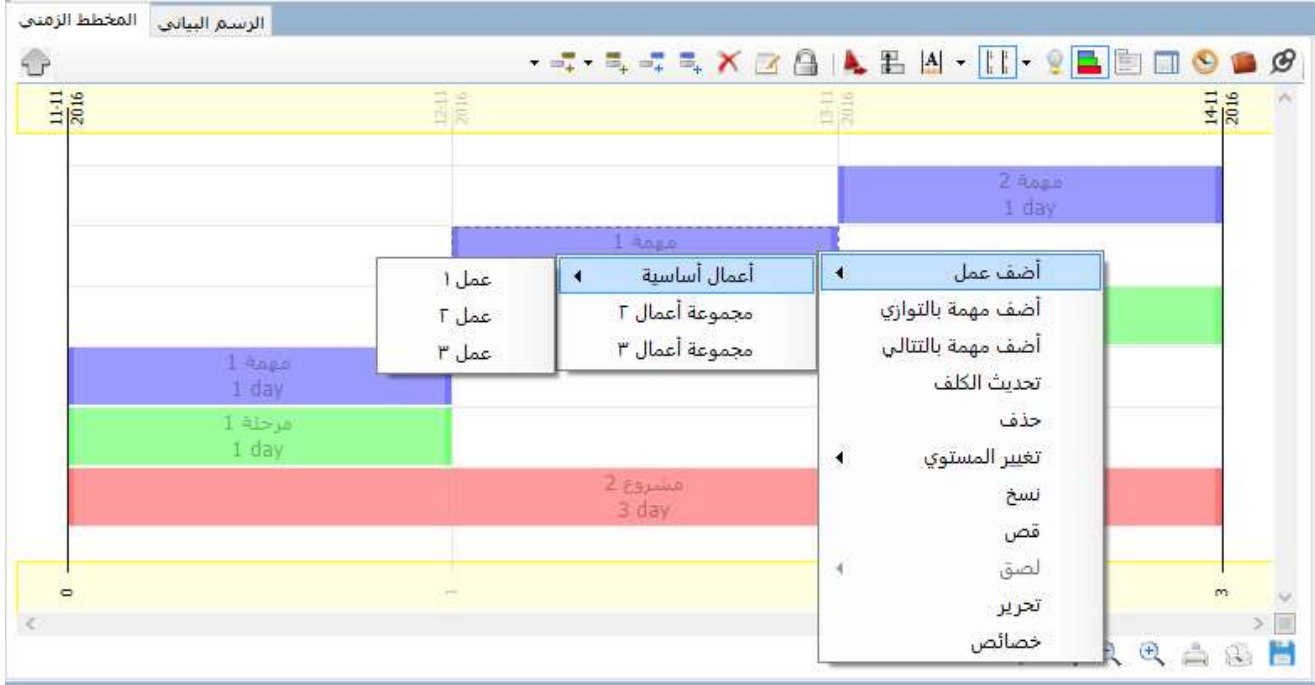 الرسم البياني
المخطط الزمني
11-11
2016
12-11
2016
13-11
2016
14-11
2016
مهمة 2
1 day
مهمة 1
أضف عمل
أضف مهمة بالتوازي
أضف مهمة بالتتالي
تحديث الكلف
حذف
تغيير المستوي
نسخ
قص
لصق
تحرير
خصائص
أعمال أساسية
مجموعة أعمال ٢
مجموعة أعمال ٣
عمل ١
عمل ٢
عمل ٣
مهمة 1
1 day
مرحلة 1
1 day
مشروع 2
3 day
0
1
3